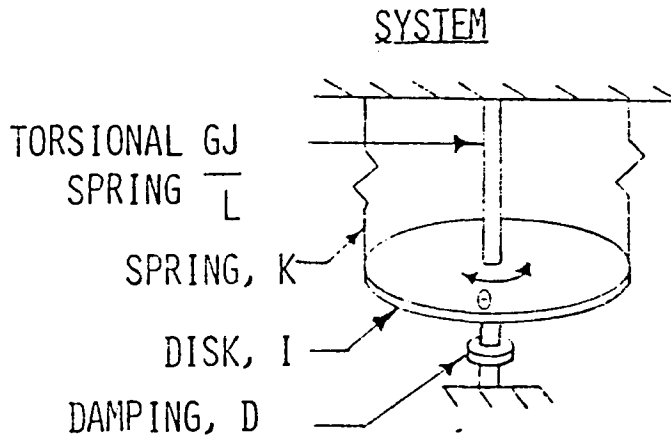 SYSTEM
TORSIONAL GJ
SPRING L
SPRING, K
θ
DISK, I
DAMPING, D